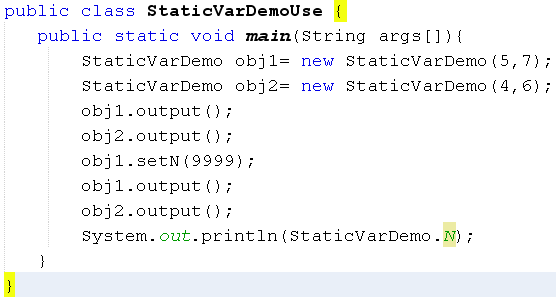 public class StaticVarDemoUse {
public static void main(String args[]){
StaticVarDemo obj1= new StaticVarDemo(5,7);
StaticVarDemo obj2= new StaticVarDemo(4,6);
obj1.output();
obj2.output();
obj1.setN(9999);
obj1.output();
obj2.output();
System.out.println(StaticVarDemo.N);
}
}